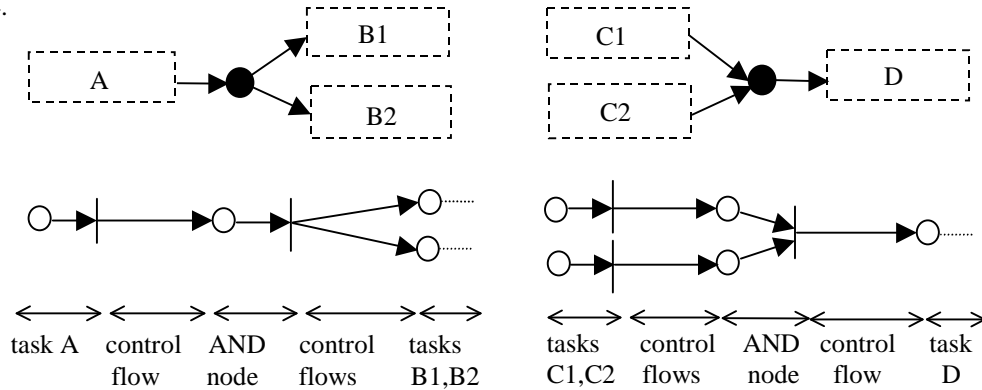 A
B1
B2
C1
C2
D
task A
control
flow
AND
node
control
flows
tasks
B1,B2
tasks
C1,C2
control
flows
AND
node
control
flow
task
D